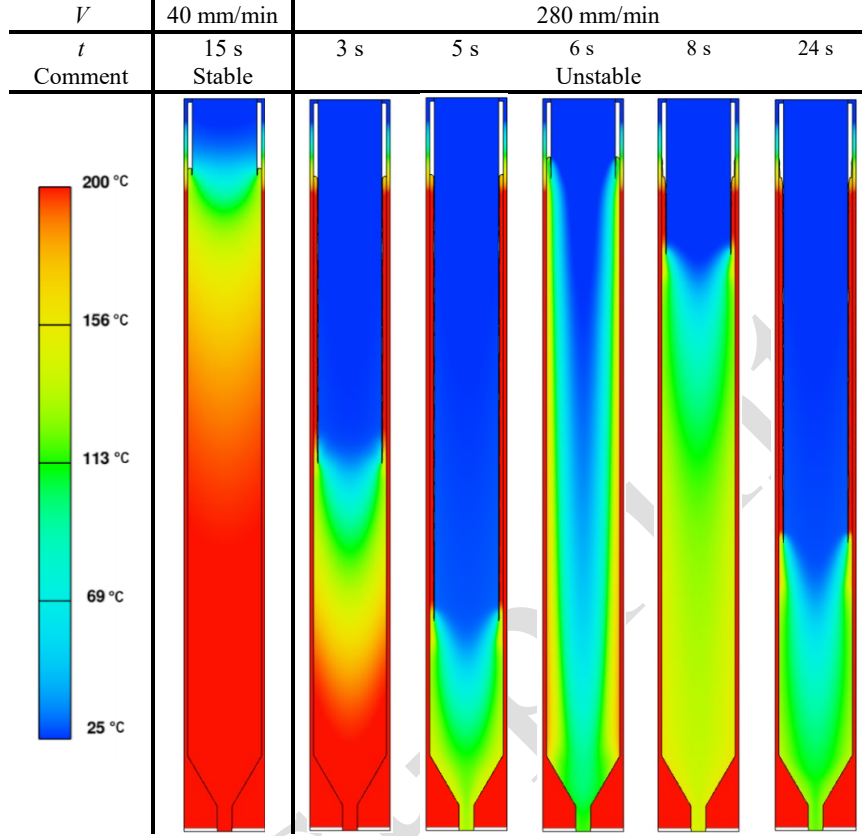 V 40 mm/min 280 mm/min
t 15 s 3 s 5 s 6 s 8 s 24 s
Comment Stable Unstable
200 °C
156 °C
113 °C
69 °C
25 °C